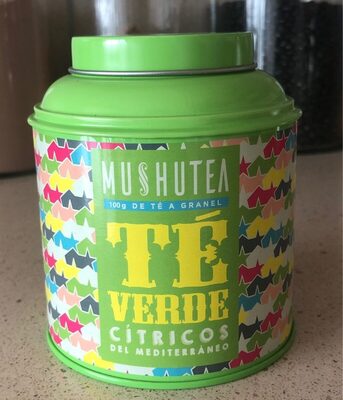 MUSHUTEA
100g DE TÉ A GRANEL
TÉ
VERDE
CÍTRICOS
DEL MEDITERRÁNEO